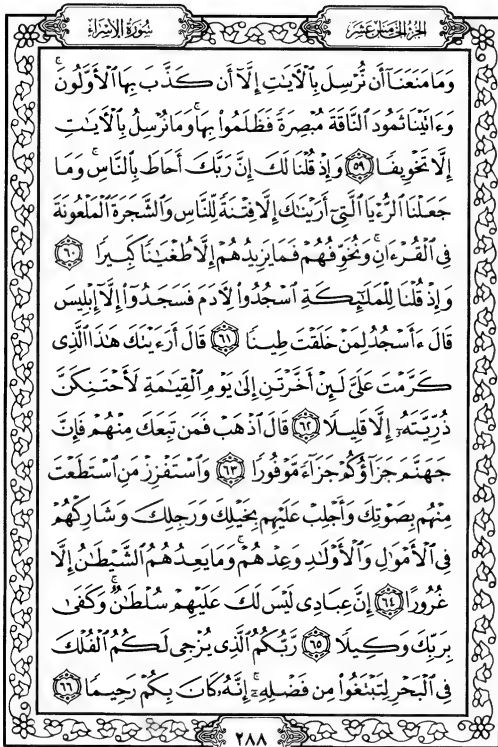 الجزء الخامس عشر
سورة الإسراء
وَمَا مَنَعَنَآ أَن نُّرْسِلَ بِٱلْءَايَـٰتِ إِلَّآ أَن كَذَّبَ بِهَا ٱلْأَوَّلُونَ ۚ
وَءَاتَيْنَا ثَمُودَ ٱلنَّاقَةَ مُبْصِرَةً فَظَلَمُوا۟ بِهَا ۚ وَمَا نُرْسِلُ بِٱلْءَايَـٰتِ
إِلَّا تَخْوِيفًا ٥٩ وَإِذْ قُلْنَا لَكَ إِنَّ رَبَّكَ أَحَاطَ بِٱلنَّاسِ ۚ وَمَا
جَعَلْنَا ٱلرُّءْيَا ٱلَّتِىٓ أَرَيْنَـٰكَ إِلَّا فِتْنَةً لِّلنَّاسِ وَٱلشَّجَرَةَ ٱلْمَلْعُونَةَ
فِى ٱلْقُرْءَانِ ۚ وَنُخَوِّفُهُمْ فَمَا يَزِيدُهُمْ إِلَّا طُغْيَـٰنًا كَبِيرًا ٦٠
وَإِذْ قُلْنَا لِلْمَلَـٰٓئِكَةِ ٱسْجُدُوا۟ لِـَٔادَمَ فَسَجَدُوٓا۟ إِلَّآ إِبْلِيسَ
قَالَ ءَأَسْجُدُ لِمَنْ خَلَقْتَ طِينًا ٦١ قَالَ أَرَءَيْتَكَ هَـٰذَا ٱلَّذِى
كَرَّمْتَ عَلَىَّ لَئِنْ أَخَّرْتَنِ إِلَىٰ يَوْمِ ٱلْقِيَـٰمَةِ لَأَحْتَنِكَنَّ
ذُرِّيَّتَهُۥٓ إِلَّا قَلِيلًا ٦٢ قَالَ ٱذْهَبْ فَمَن تَبِعَكَ مِنْهُمْ فَإِنَّ
جَهَنَّمَ جَزَآؤُكُمْ جَزَآءً مَّوْفُورًا ٦٣ وَٱسْتَفْزِزْ مَنِ ٱسْتَطَعْتَ
مِنْهُم بِصَوْتِكَ وَأَجْلِبْ عَلَيْهِم بِخَيْلِكَ وَرَجِلِكَ وَشَارِكْهُمْ
فِى ٱلْأَمْوَٰلِ وَٱلْأَوْلَـٰدِ وَعِدْهُمْ ۚ وَمَا يَعِدُهُمُ ٱلشَّيْطَـٰنُ إِلَّا
غُرُورًا ٦٤ إِنَّ عِبَادِى لَيْسَ لَكَ عَلَيْهِمْ سُلْطَـٰنٌ ۚ وَكَفَىٰ
بِرَبِّكَ وَكِيلًا ٦٥ رَّبُّكُمُ ٱلَّذِى يُزْجِى لَكُمُ ٱلْفُلْكَ
فِى ٱلْبَحْرِ لِتَبْتَغُوا۟ مِن فَضْلِهِۦٓ ۚ إِنَّهُۥ كَانَ بِكُمْ رَحِيمًا ٦٦
٢٨٨